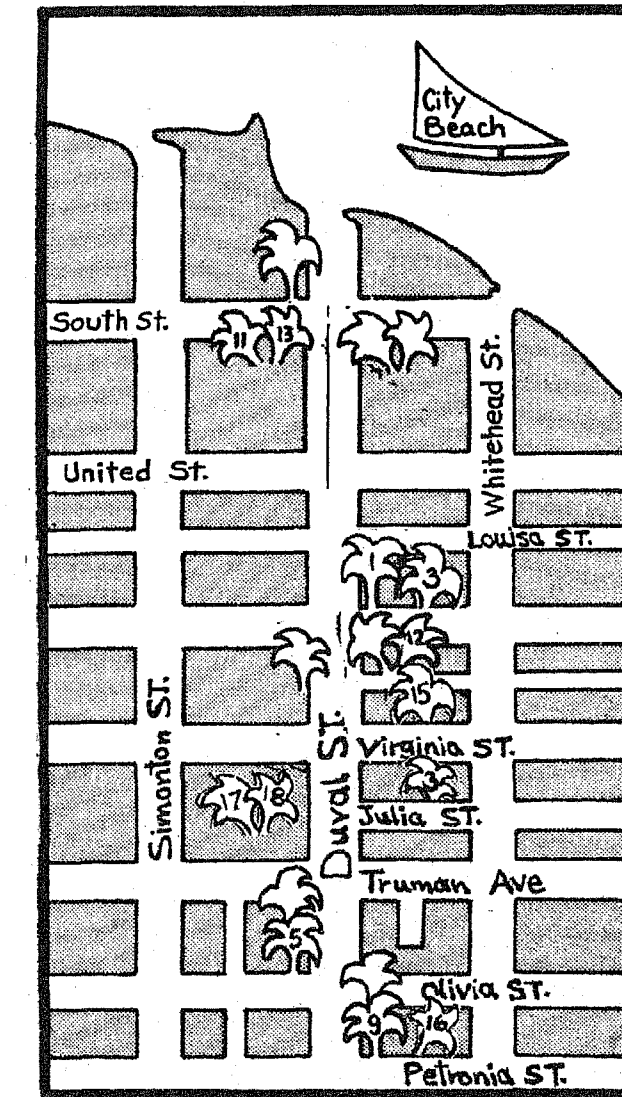 City
Beach
South St.
11 13
Whitehead St.
United St.
Louisa ST.
1 3
12
15
Simonton ST.
Duval ST.
Virginia ST.
17 18
3
Julia ST.
Truman Ave
5
Olivia ST.
9 16
Petronia ST.